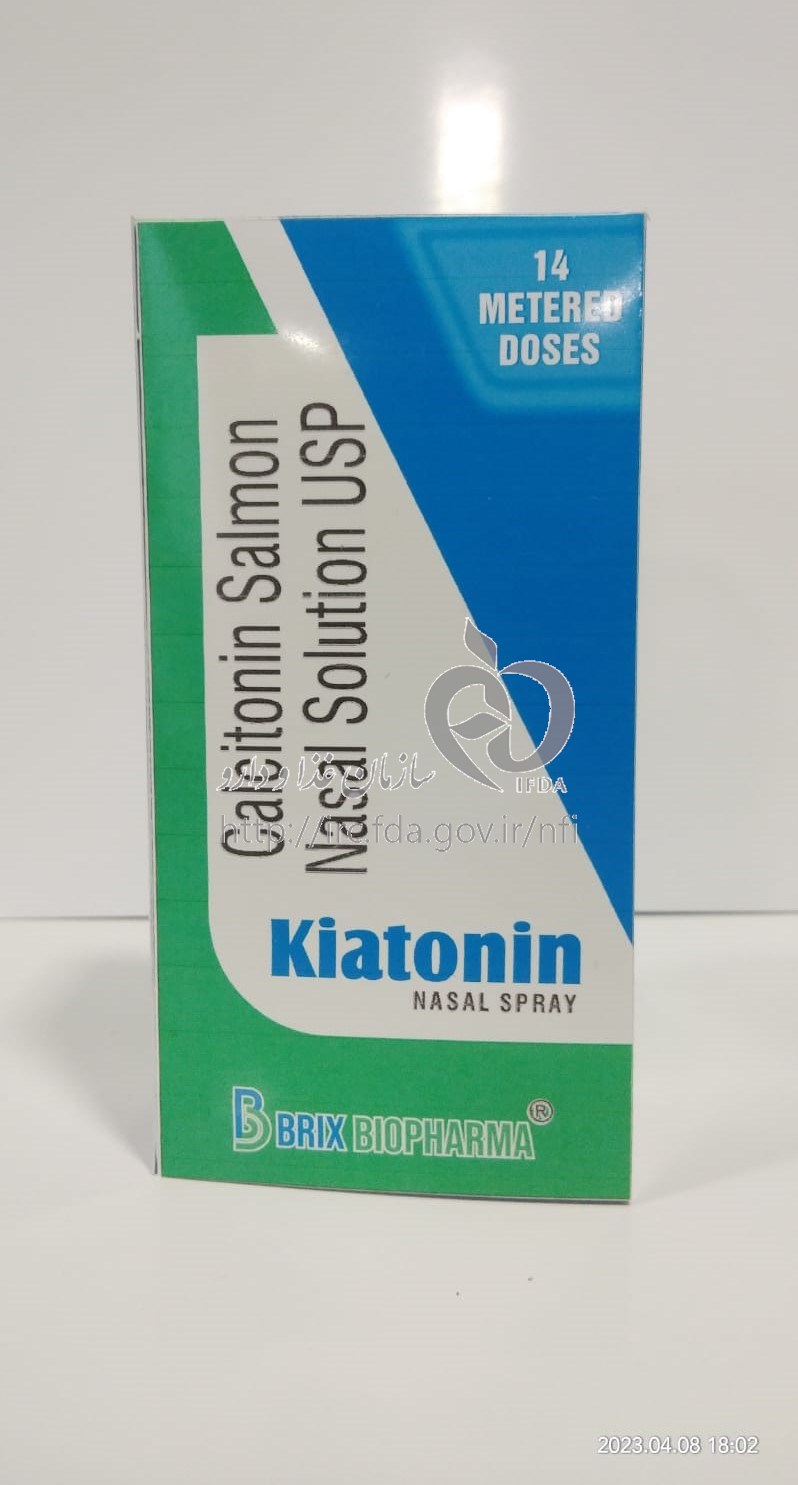 14
METERED
DOSES
Calcitonin Salmon
Nasal Solution USP
IFDA
سازمان غذا و دارو
http://irc.fda.gov.ir/nfi
Kiatonin
NASAL SPRAY
B BRIX BIOPHARMA®
2023.04.08 18:02